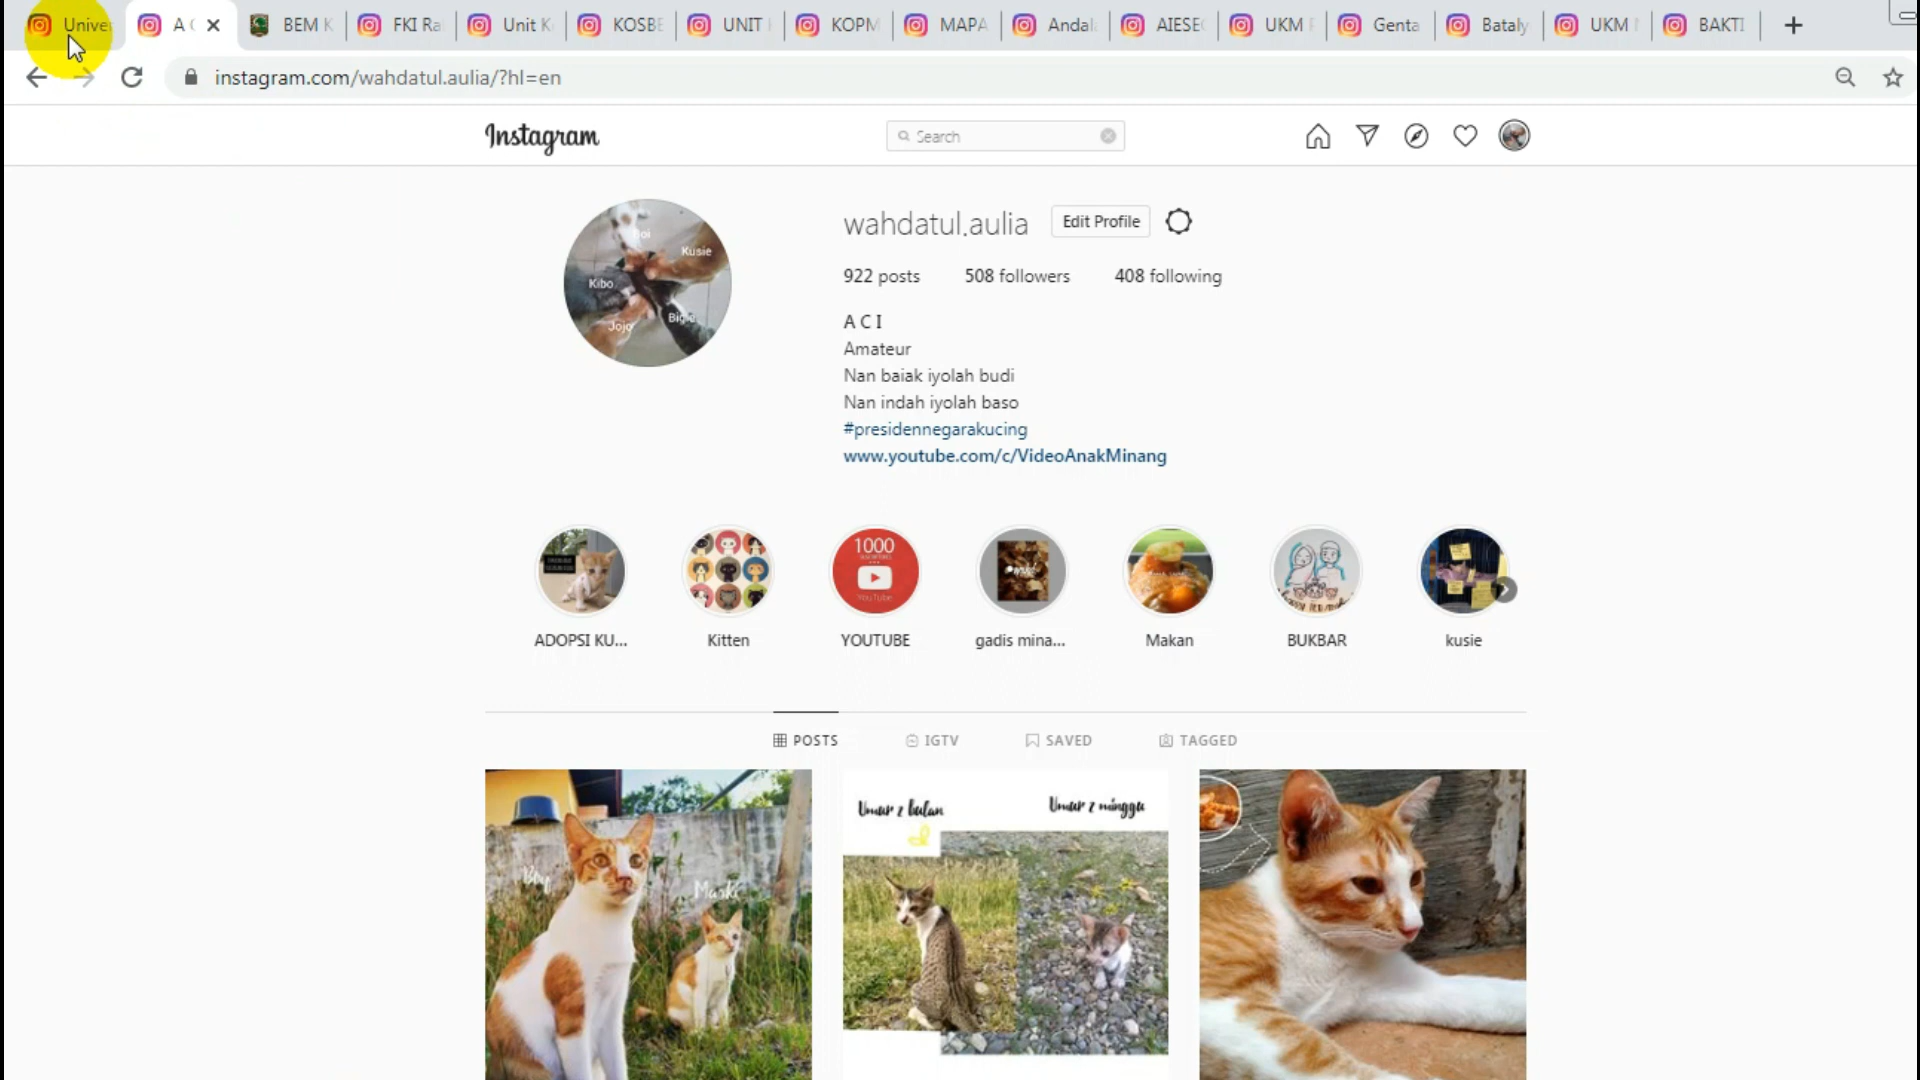 Unive
A C
BEM K
FKI Ra
Unit K
KOSBE
UNIT
KOPM
MAPA
Andal
AIESEC
UKM
Genta
Bataly
UKM
BAKTI
instagram.com/wahdatul.aulia/?hl=en
Instagram
Search
wahdatul.aulia
Edit Profile
922 posts
508 followers
408 following
A C I
Amateur
Nan baiak iyolah budi
Nan indah iyolah baso
#presidennegarakucing
www.youtube.com/c/VideoAnakMinang
Kusie
Kibo
Jojo
1000
YouTube
ADOPSI KU...
Kitten
YOUTUBE
gadis mina...
Makan
BUKBAR
kusie
POSTS
IGTV
SAVED
TAGGED
Umur 2 bulan
Umur 2 minggu